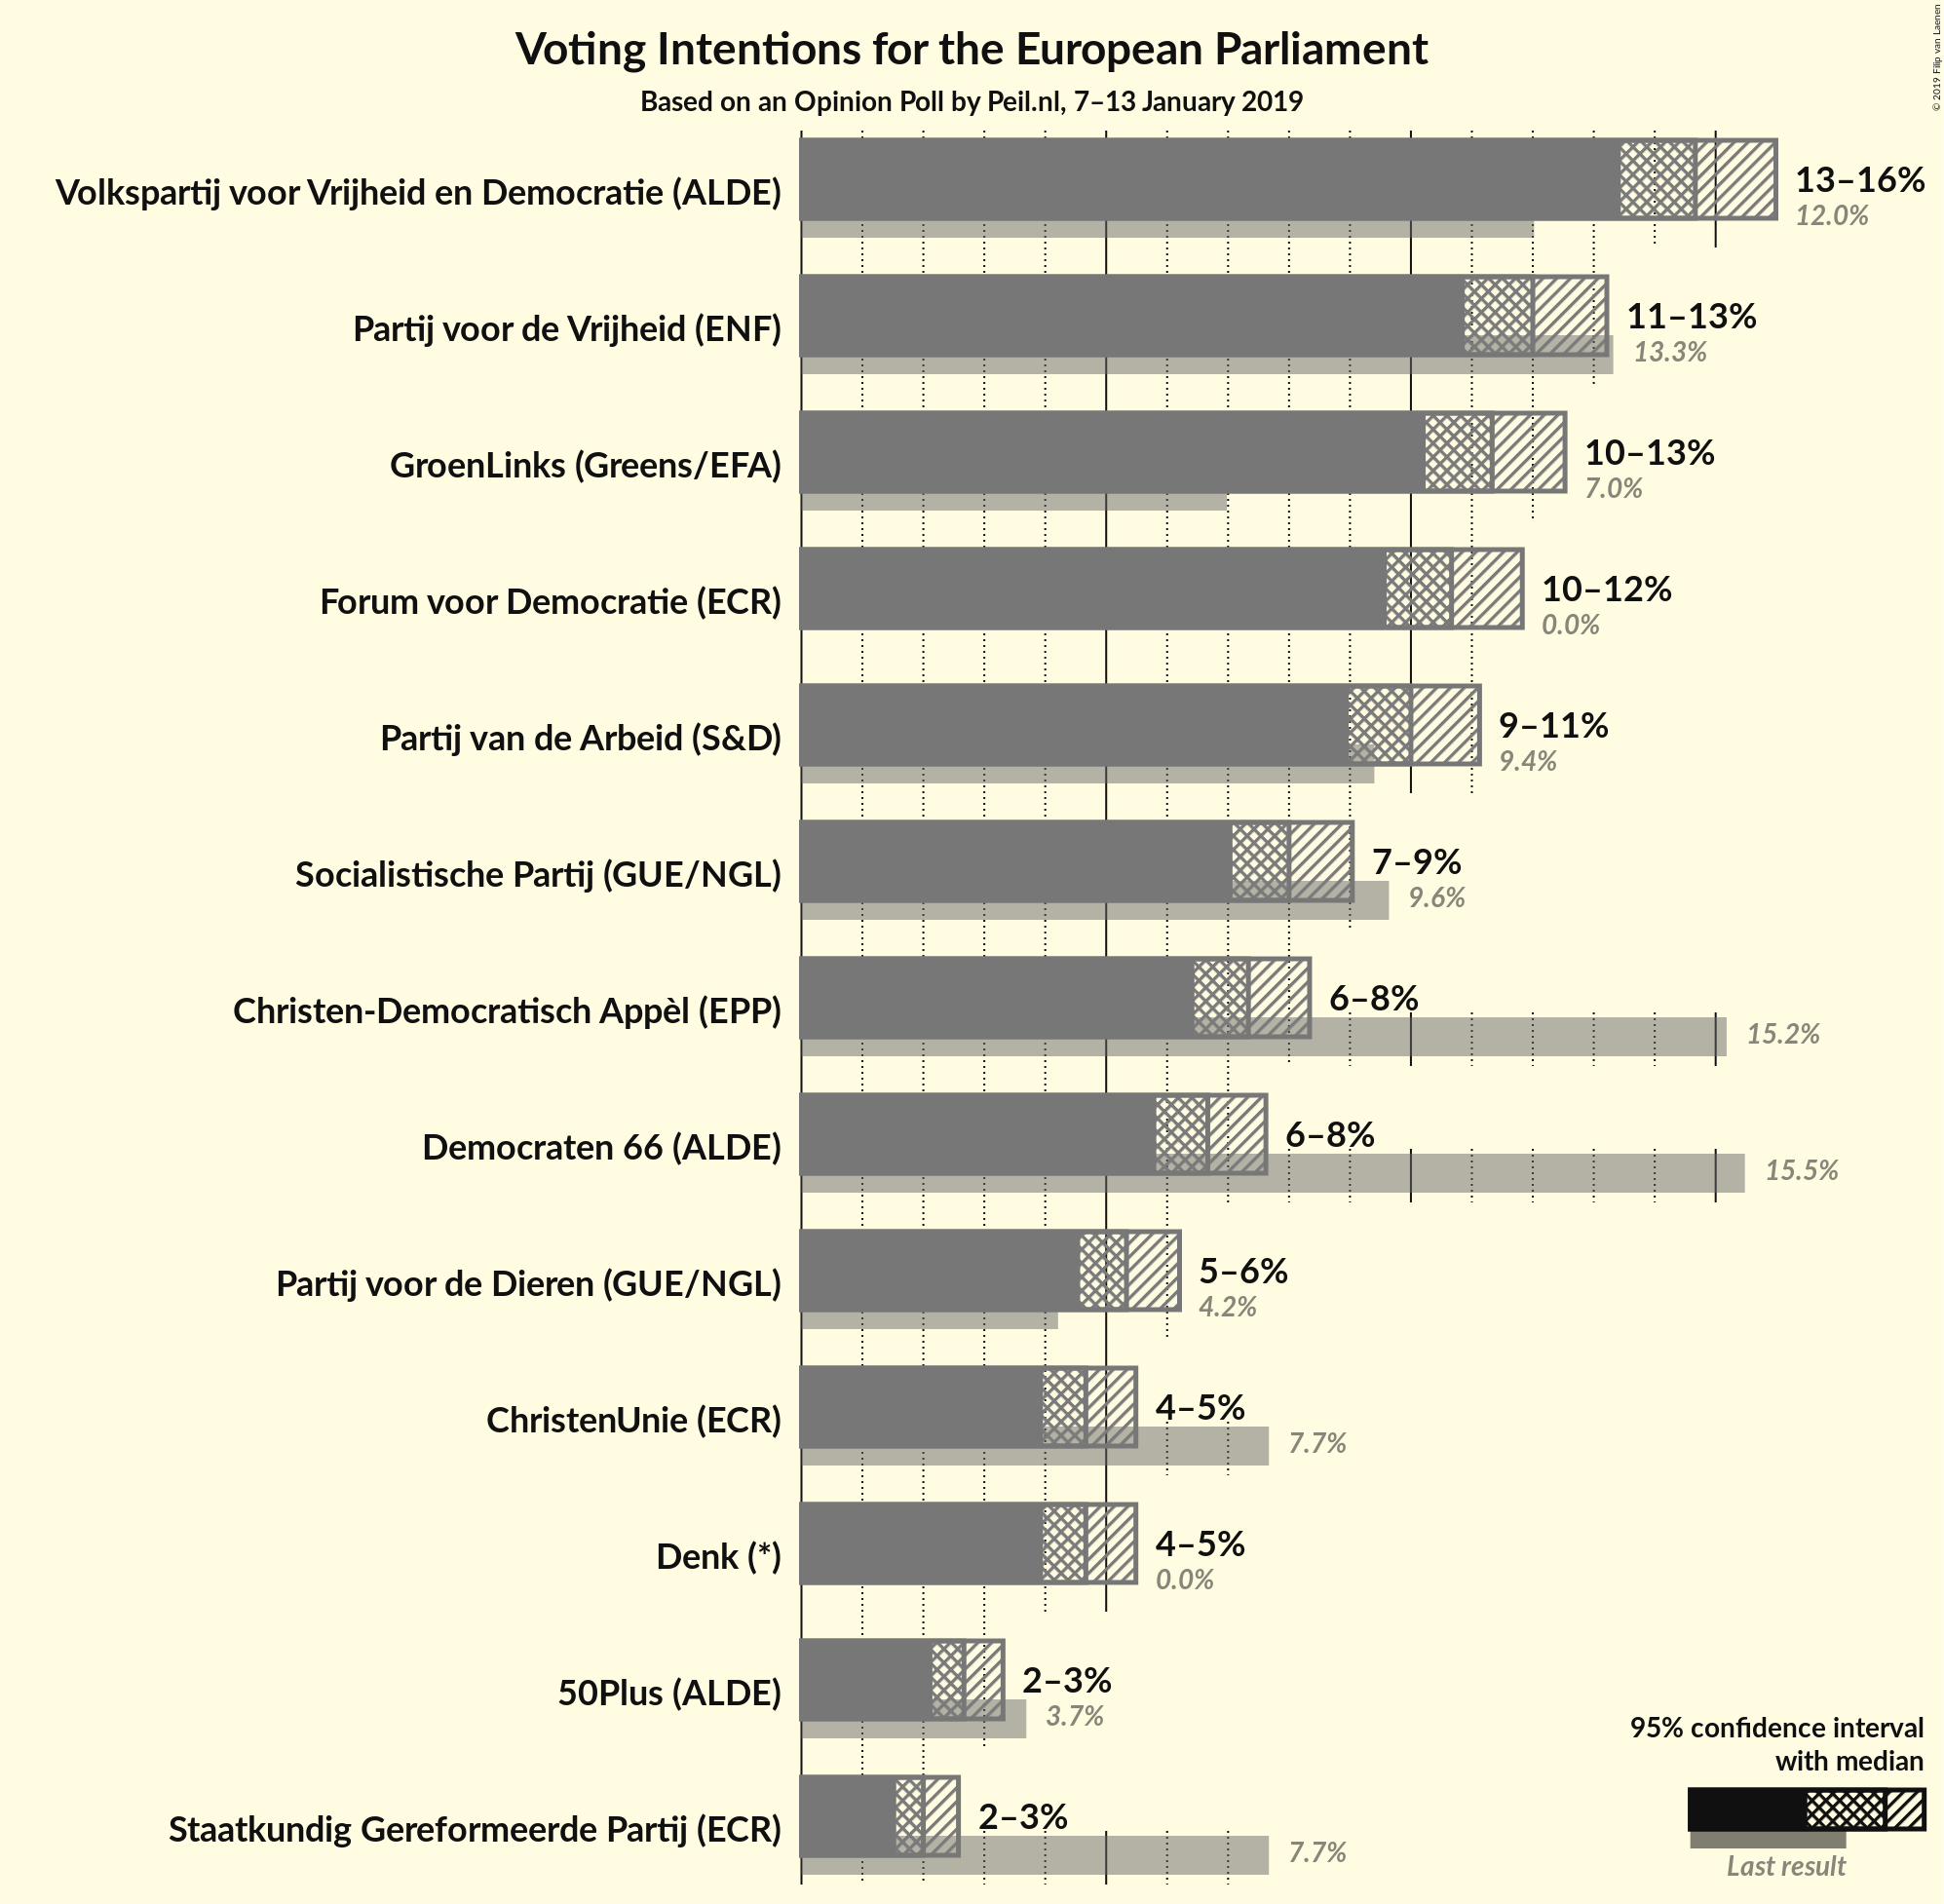 Voting Intentions for the European Parliament
Based on an Opinion Poll by Peil.nl, 7–13 January 2019
© 2019 Filip van Laenen
Volkspartij voor Vrijheid en Democratie (ALDE)
13–16%
12.0%
Partij voor de Vrijheid (ENF)
11–13%
13.3%
GroenLinks (Greens/EFA)
10–13%
7.0%
Forum voor Democratie (ECR)
10–12%
0.0%
Partij van de Arbeid (S&D)
9–11%
9.4%
Socialistische Partij (GUE/NGL)
7–9%
9.6%
Christen-Democratisch Appèl (EPP)
6–8%
15.2%
Democraten 66 (ALDE)
6–8%
15.5%
Partij voor de Dieren (GUE/NGL)
5–6%
4.2%
ChristenUnie (ECR)
4–5%
7.7%
Denk (*)
4–5%
0.0%
50Plus (ALDE)
2–3%
3.7%
Staatkundig Gereformeerde Partij (ECR)
2–3%
7.7%
95% confidence interval
with median
Last result